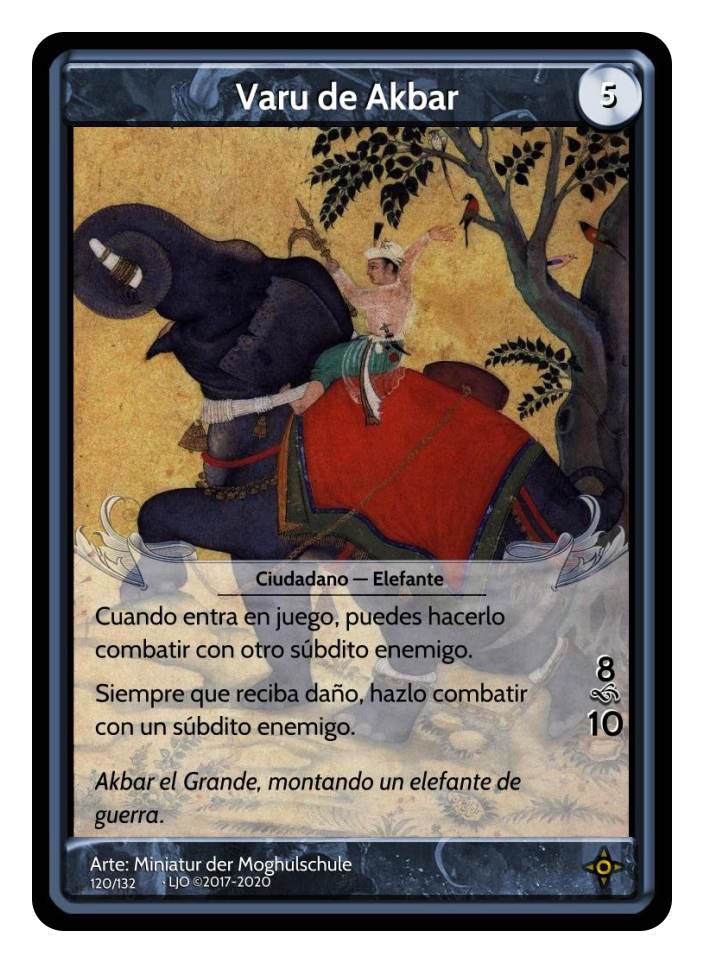 Varu de Akbar
5
Ciudadano — Elefante
Cuando entra en juego, puedes hacerlo
combatir con otro súbdito enemigo.
Siempre que reciba daño, hazlo combatir
con un súbdito enemigo.
8
10
Akbar el Grande, montando un elefante de
guerra.
Arte: Miniatur der Moghulschule
120/132 · LJO ©2017-2020